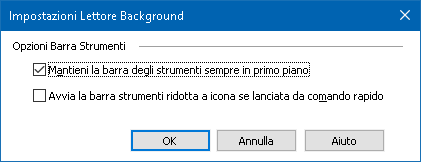 Impostazioni Lettore Background
Opzioni Barra Strumenti
Mantieni la barra degli strumenti sempre in primo piano
Avvia la barra strumenti ridotta a icona se lanciata da comando rapido
OK Annulla Aiuto